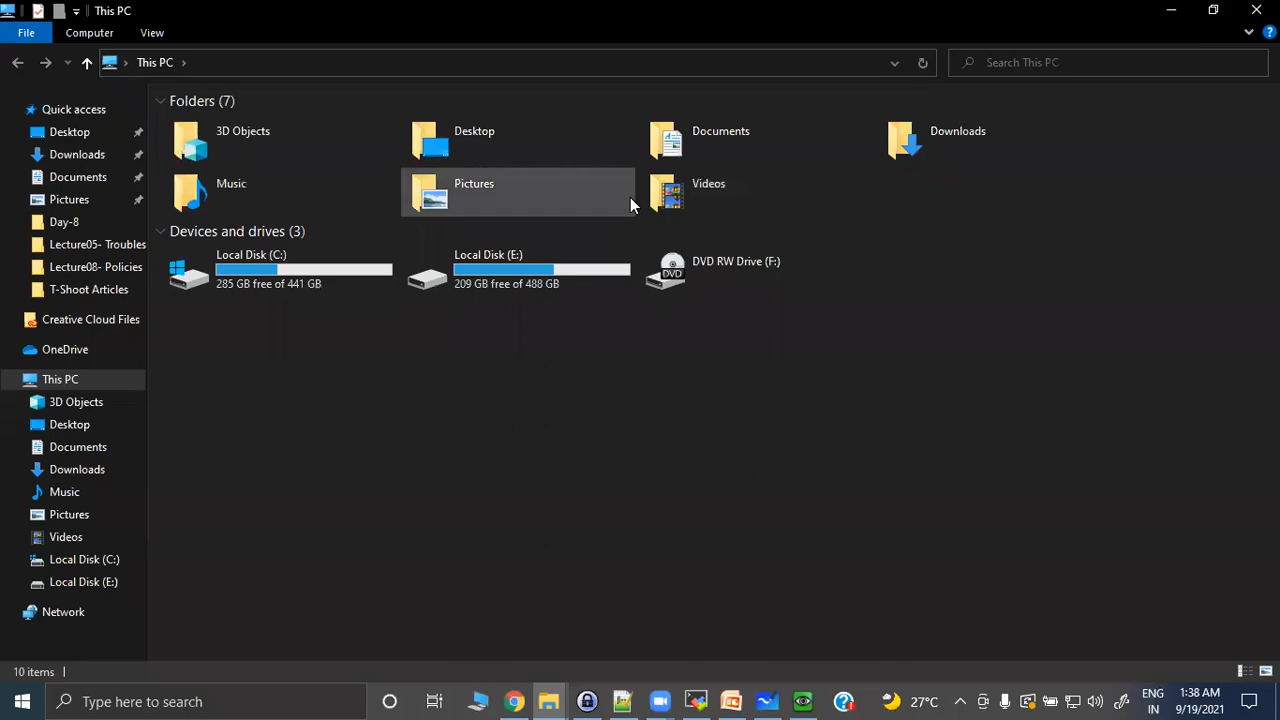 This PC
File Computer View
This PC Search This PC
Quick access
Desktop
Downloads
Documents
Pictures
Day-8
Lecture05- Troubles
Lecture08- Policies
T-Shoot Articles
Creative Cloud Files
OneDrive
This PC
3D Objects
Desktop
Documents
Downloads
Music
Pictures
Videos
Local Disk (C:)
Local Disk (E:)
Network
Folders (7)
3D Objects
Desktop
Documents
Downloads
Music
Pictures
Videos
Devices and drives (3)
Local Disk (C:)
285 GB free of 441 GB
Local Disk (E:)
209 GB free of 488 GB
DVD
DVD RW Drive (F:)
10 items
Type here to search
27°C
ENG
IN
1:38 AM
9/19/2021